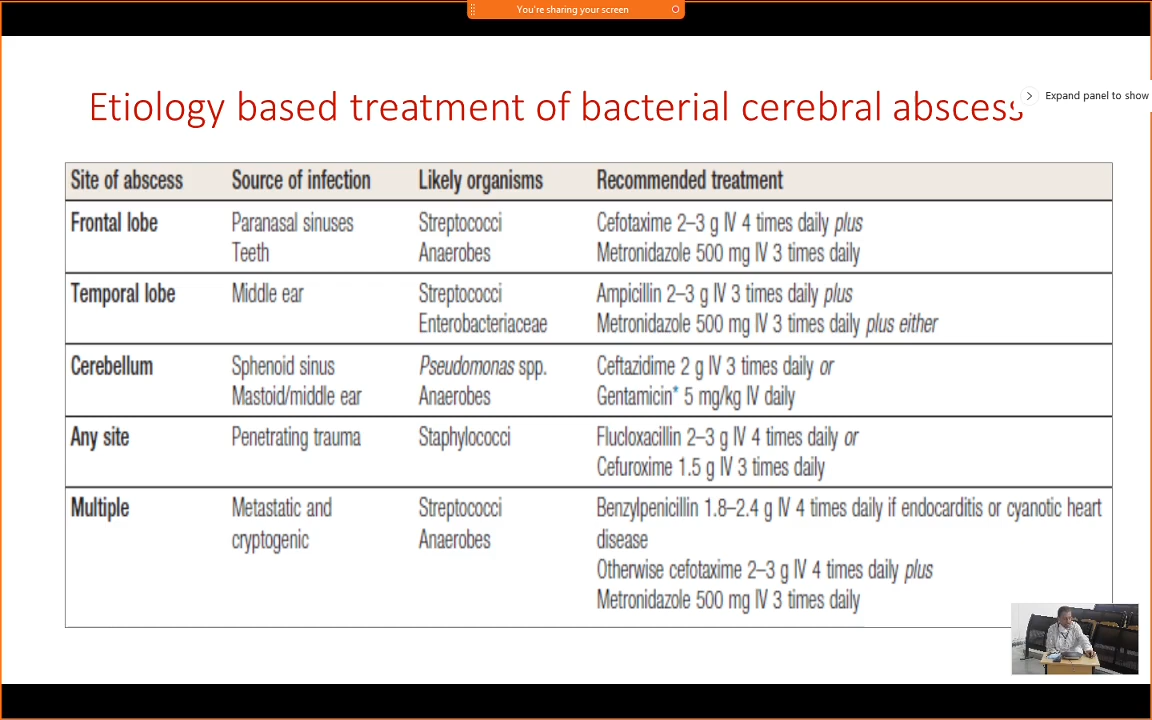 You're sharing your screen
Etiology based treatment of bacterial cerebral abscess
Expand panel to show
Site of abscess Source of infection Likely organisms Recommended treatment
Frontal lobe Paranasal sinuses Streptococci Cefotaxime 2–3 g IV 4 times daily plus
Teeth Anaerobes Metronidazole 500 mg IV 3 times daily
Temporal lobe Middle ear Streptococci Ampicillin 2–3 g IV 3 times daily plus
Enterobacteriaceae Metronidazole 500 mg IV 3 times daily plus either
Cerebellum Sphenoid sinus Pseudomonas spp. Ceftazidime 2 g IV 3 times daily or
Mastoid/middle ear Anaerobes Gentamicin* 5 mg/kg IV daily
Any site Penetrating trauma Staphylococci Flucloxacillin 2–3 g IV 4 times daily or
Cefuroxime 1.5 g IV 3 times daily
Multiple Metastatic and Streptococci Benzylpenicillin 1.8–2.4 g IV 4 times daily if endocarditis or cyanotic heart
cryptogenic Anaerobes disease
Otherwise cefotaxime 2–3 g IV 4 times daily plus
Metronidazole 500 mg IV 3 times daily